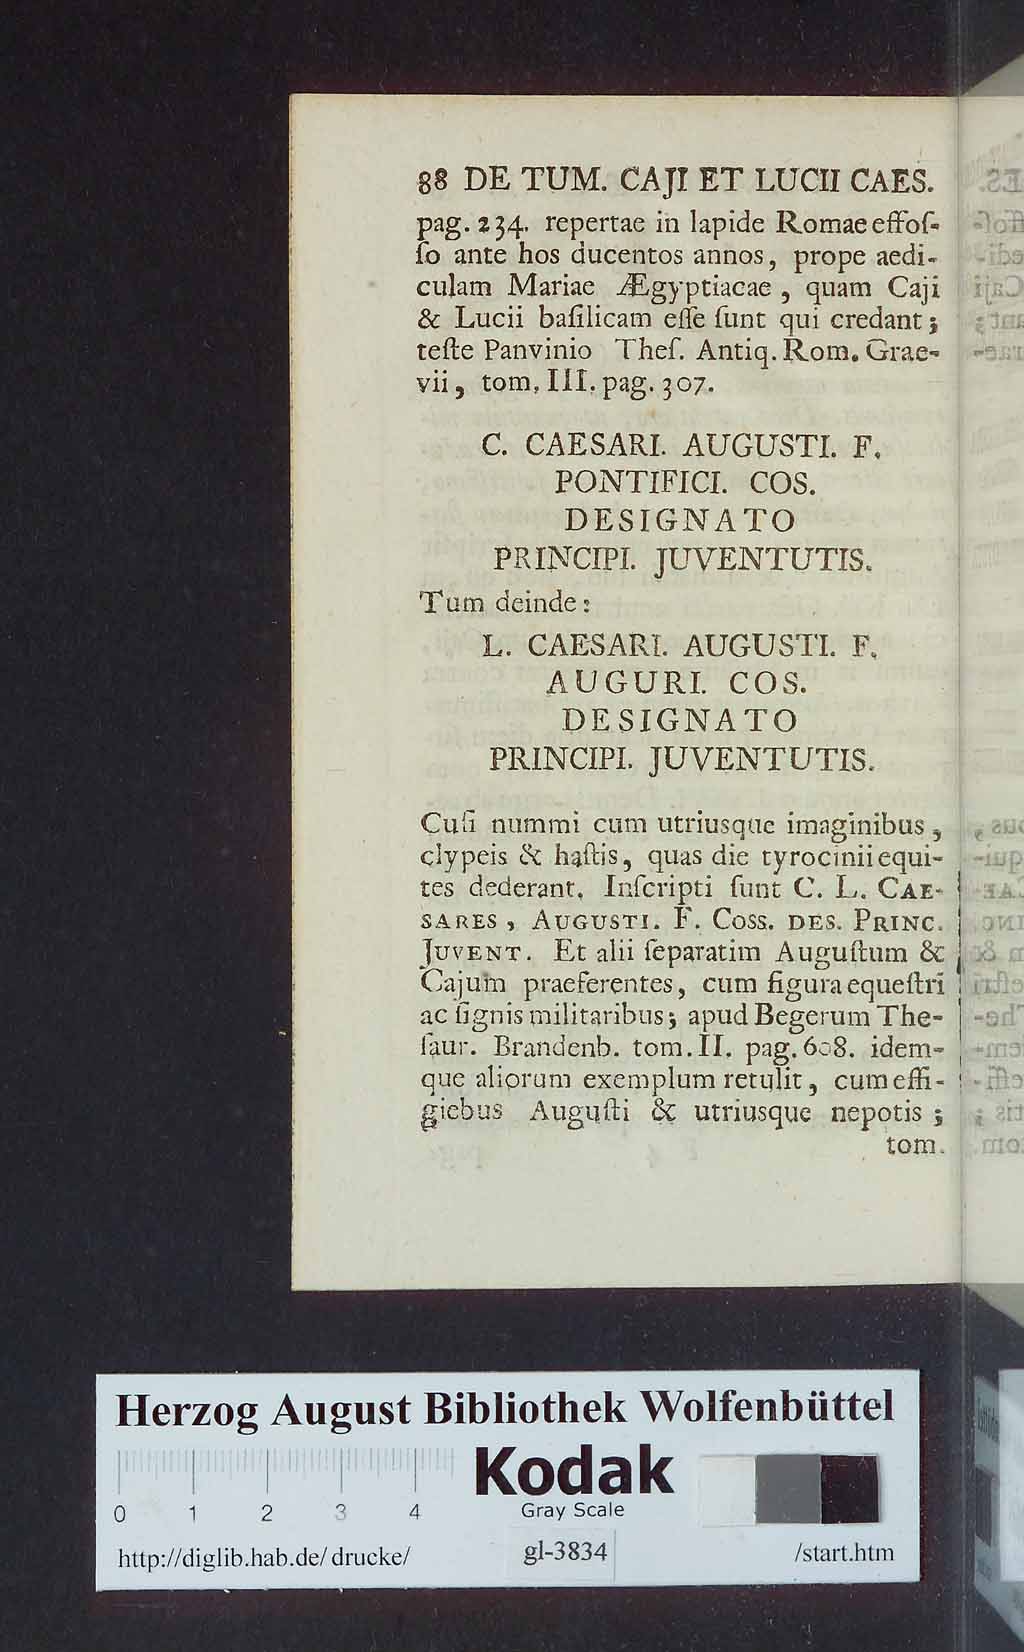 88 DE TUM. CAJI ET LUCII CAES.
pag. 234. repertae in lapide Romae effoſ-
ſo ante hos ducentos annos, prope aedi-
culam Mariae Ægyptiacae, quam Caji
& Lucii baſilicam eſſe ſunt qui credant;
teſte Panvinio Theſ. Antiq. Rom. Grae-
vii, tom. III. pag. 307.
C. CAESARI. AUGUSTI. F.
PONTIFICI. COS.
DESIGNATO
PRINCIPI. JUVENTUTIS.
Tum deinde:
L. CAESARI. AUGUSTI. F.
AUGURI. COS.
DESIGNATO
PRINCIPI. JUVENTUTIS.
Cuſi nummi cum utriusque imaginibus,
clypeis & haſtis, quas die tyrocinii equi-
tes dederant. Inſcripti ſunt C. L. CAE-
SARES, AUGUSTI. F. COSS. DES. PRINC.
JUVENT. Et alii ſeparatim Auguſtum &
Cajum praeferentes, cum figura equeſtri
ac ſignis militaribus; apud Begerum The-
ſaur. Brandenb. tom. II. pag. 608. idem-
que aliorum exemplum retulit, cum effi-
giebus Auguſti & utriusque nepotis;
tom.
Herzog August Bibliothek Wolfenbüttel
Kodak
0 1 2 3 4
Gray Scale
http://diglib.hab.de/drucke/ gl-3834 /start.htm